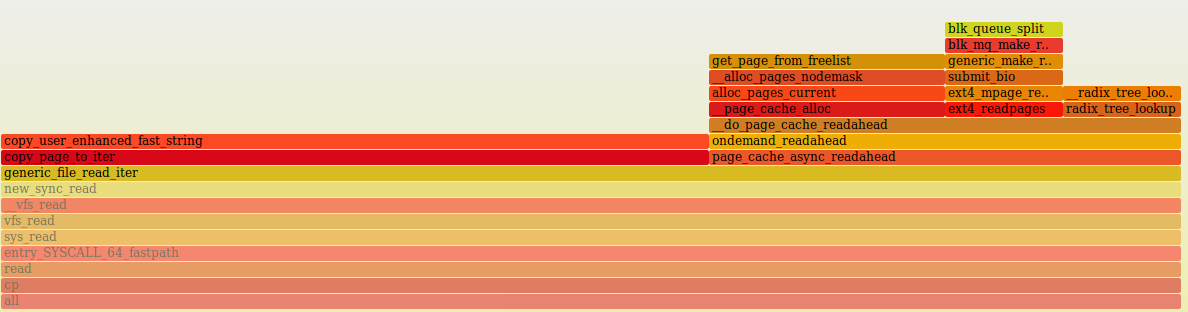 blk_queue_split
blk_mq_make_r..
get_page_from_freelist generic_make_r..
__alloc_pages_nodemask submit_bio
alloc_pages_current ext4_mpage_re.. __radix_tree_loo..
__page_cache_alloc ext4_readpages radix_tree_lookup
__do_page_cache_readahead
copy_user_enhanced_fast_string ondemand_readahead
copy_page_to_iter page_cache_async_readahead
generic_file_read_iter
new_sync_read
__vfs_read
vfs_read
sys_read
entry_SYSCALL_64_fastpath
read
cp
all